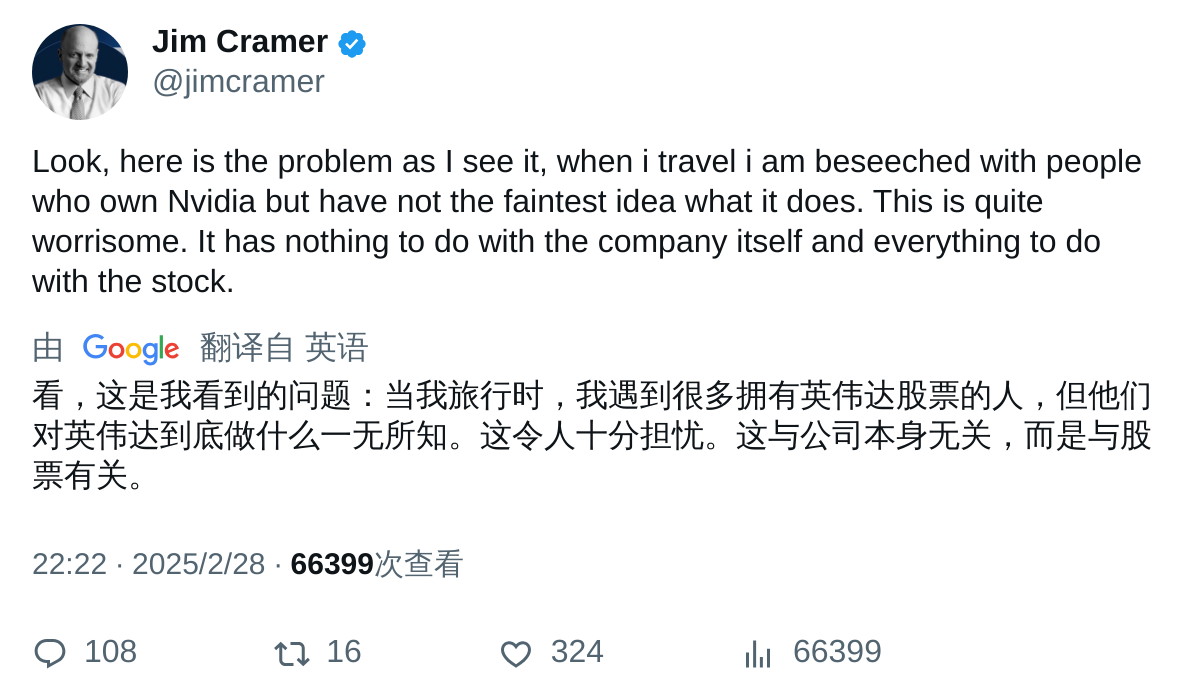 Jim Cramer
@jimcramer
Look, here is the problem as I see it, when i travel i am beseeched with people
who own Nvidia but have not the faintest idea what it does. This is quite
worrisome. It has nothing to do with the company itself and everything to do
with the stock.
由 Google 翻译自 英语
看，这是我看到的问题：当我旅行时，我遇到很多拥有英伟达股票的人，但他们
对英伟达到底做什么一无所知。这令人十分担忧。这与公司本身无关，而是与股
票有关。
22:22 · 2025/2/28 · 66399次查看
108 16 324 66399